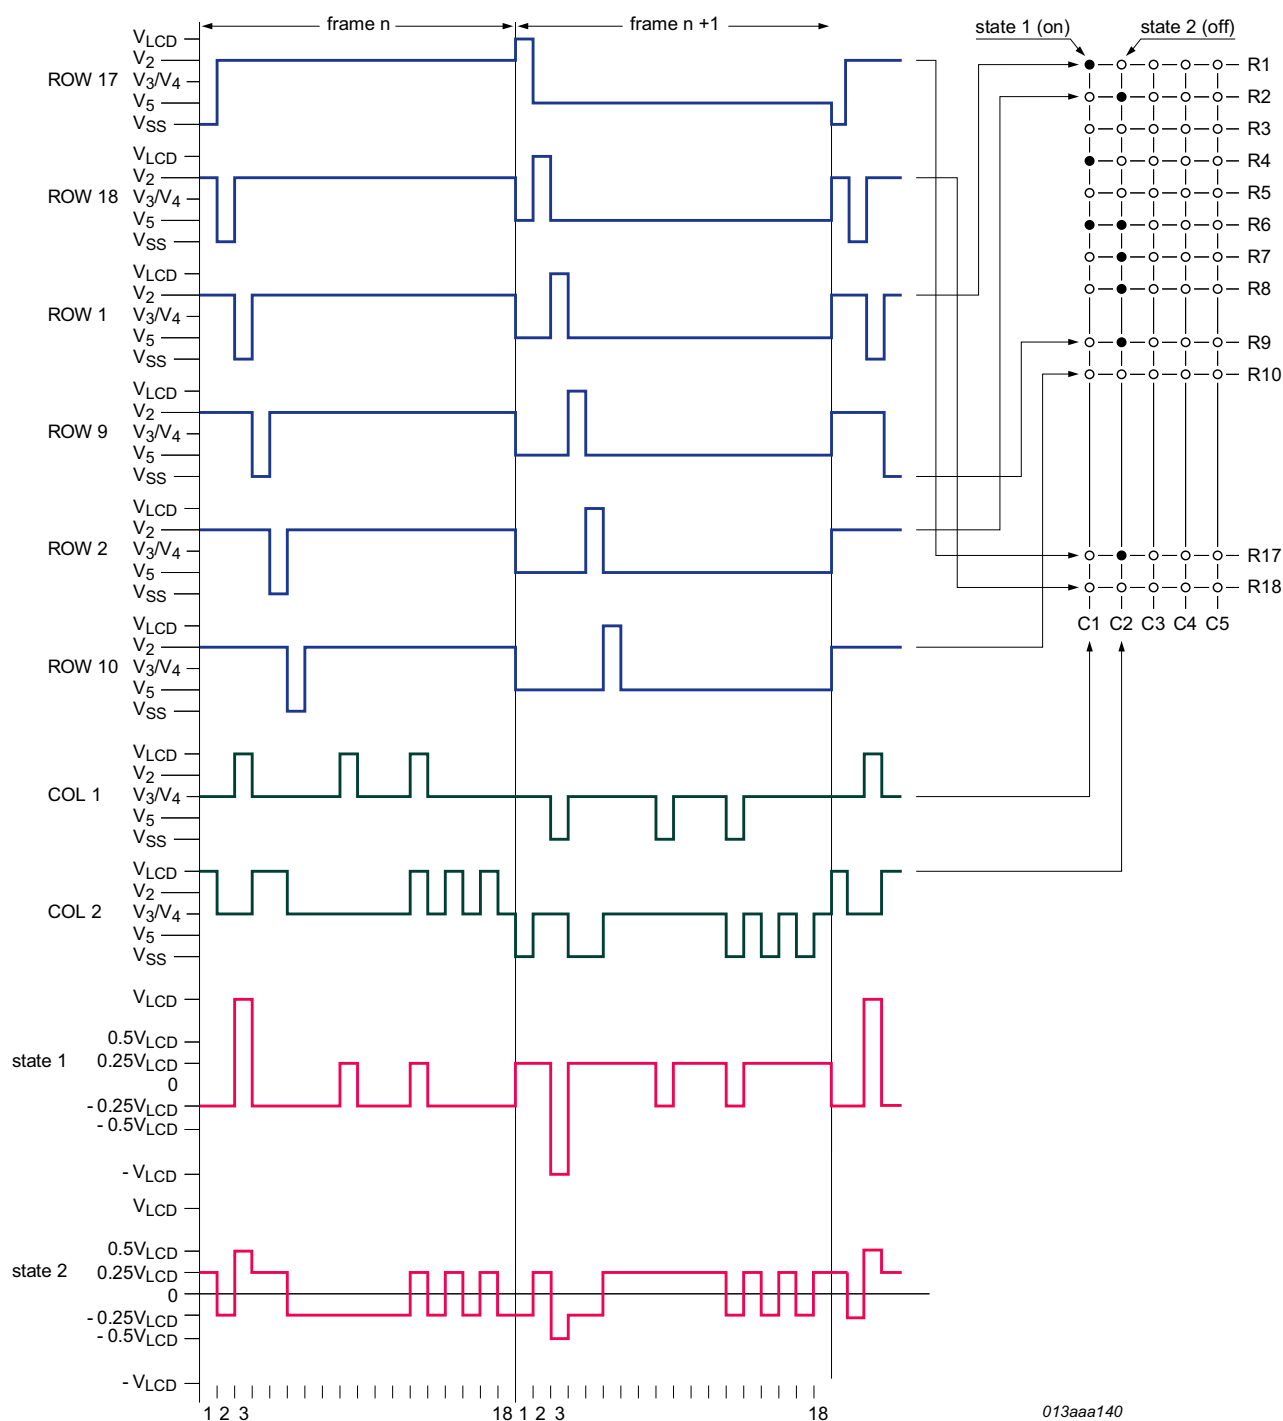 frame n
frame n +1
state 1 (on)
state 2 (off)
ROW 17
VLCD
V2
V3/V4
V5
VSS
ROW 18
VLCD
V2
V3/V4
V5
VSS
ROW 1
VLCD
V2
V3/V4
V5
VSS
ROW 9
VLCD
V2
V3/V4
V5
VSS
ROW 2
VLCD
V2
V3/V4
V5
VSS
ROW 10
VLCD
V2
V3/V4
V5
VSS
COL 1
VLCD
V2
V3/V4
V5
VSS
COL 2
VLCD
V2
V3/V4
V5
VSS
state 1
VLCD
0.5VLCD
0.25VLCD
0
- 0.25VLCD
- 0.5VLCD
- VLCD
state 2
VLCD
0.5VLCD
0.25VLCD
0
- 0.25VLCD
- 0.5VLCD
- VLCD
1 2 3 18 1 2 3 18
R1
R2
R3
R4
R5
R6
R7
R8
R9
R10
R17
R18
C1 C2 C3 C4 C5
013aaa140